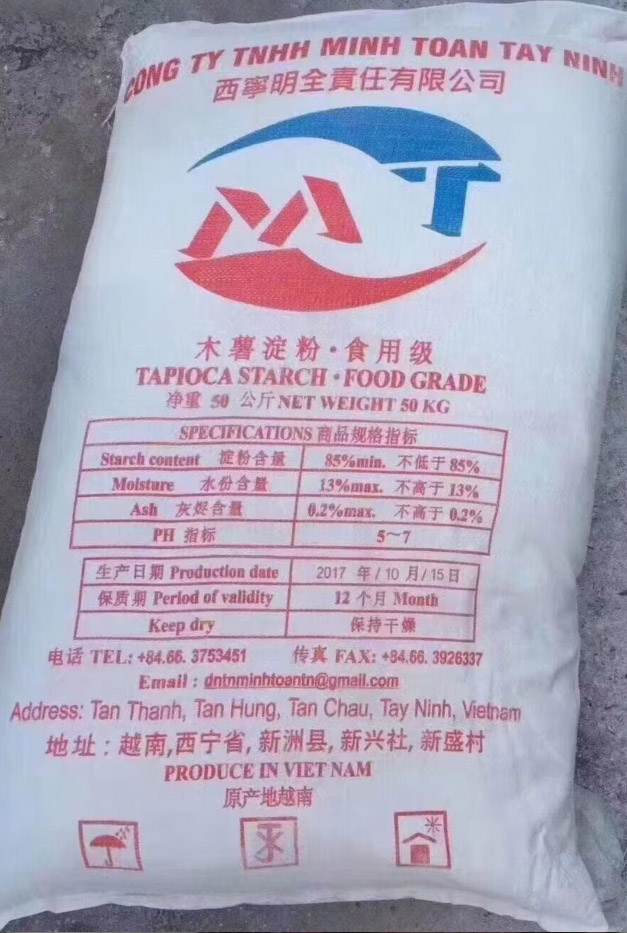 CONG TY TNHH MINH TOAN TAY NINH
西寧明全責任有限公司
MT
木薯淀粉·食用级
TAPIOCA STARCH · FOOD GRADE
净重 50 公斤 NET WEIGHT 50 KG
SPECIFICATIONS 商品规格指标
Starch content 淀粉含量 85%min. 不低于85%
Moisture 水份含量 13%max. 不高于13%
Ash 灰烬含量 0.2%max. 不高于0.2%
PH 指标 5~7
生产日期 Production date 2017 年/10 月/15日
保质期 Period of validity 12 个月 Month
Keep dry 保持干燥
电话 TEL: +84.66. 3753451 传真 FAX: +84.66. 3926337
Email : dntnminhtoantn@gmail.com
Address: Tan Thanh, Tan Hung, Tan Chau, Tay Ninh, Vietnam
地址 : 越南,西宁省, 新洲县, 新兴社, 新盛村
PRODUCE IN VIET NAM
原产地越南